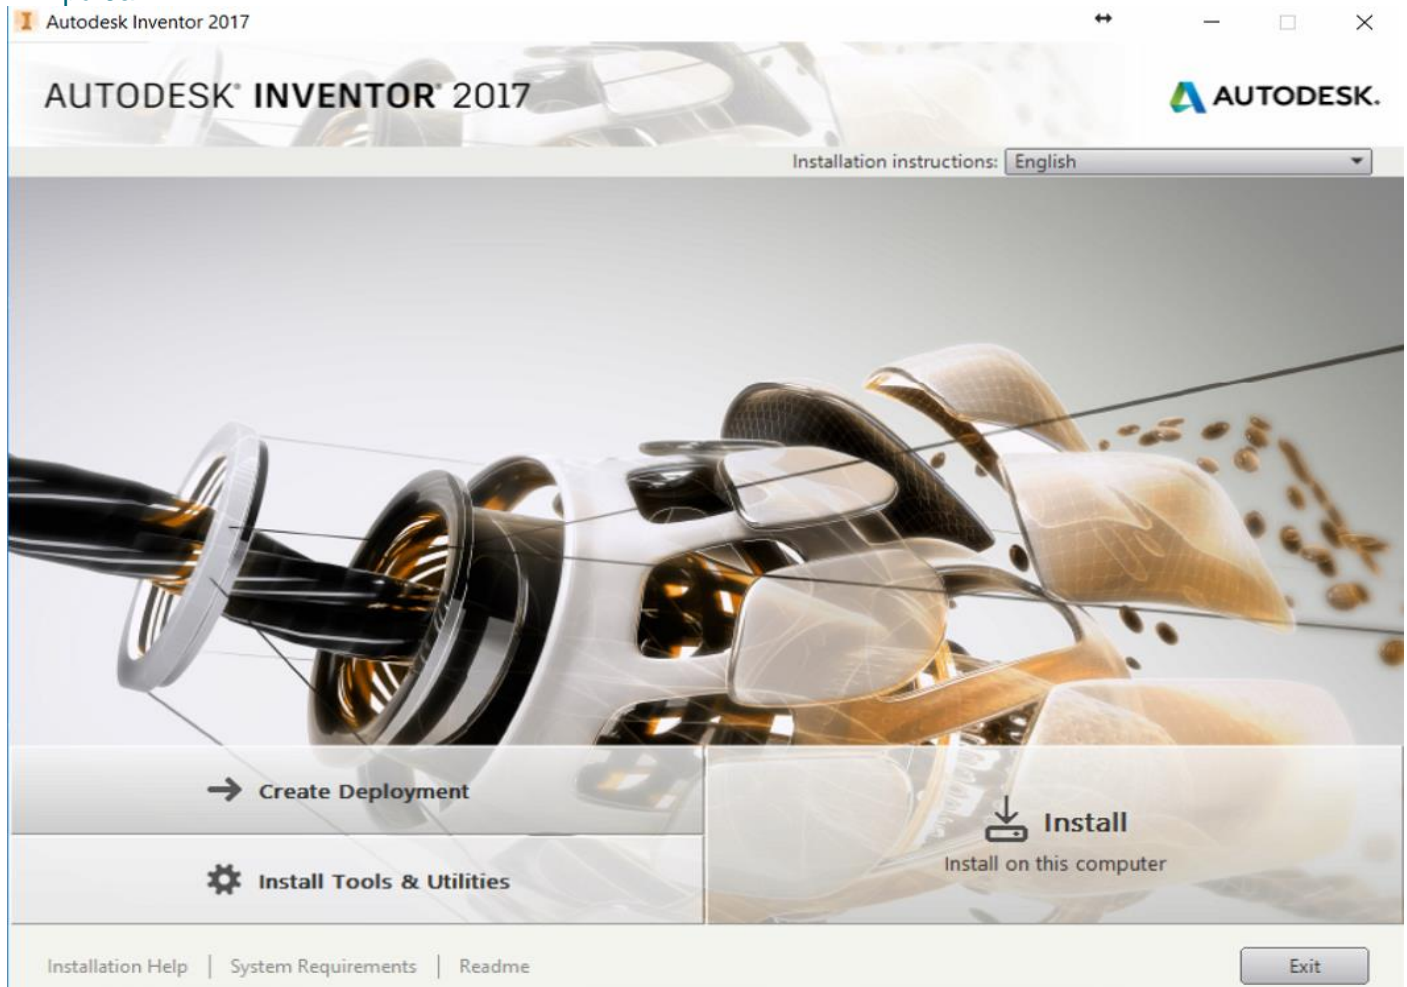 Autodesk Inventor 2017
AUTODESK® INVENTOR® 2017
AUTODESK.
Installation instructions: English
Create Deployment
Install
Install on this computer
Install Tools & Utilities
Installation Help | System Requirements | Readme
Exit